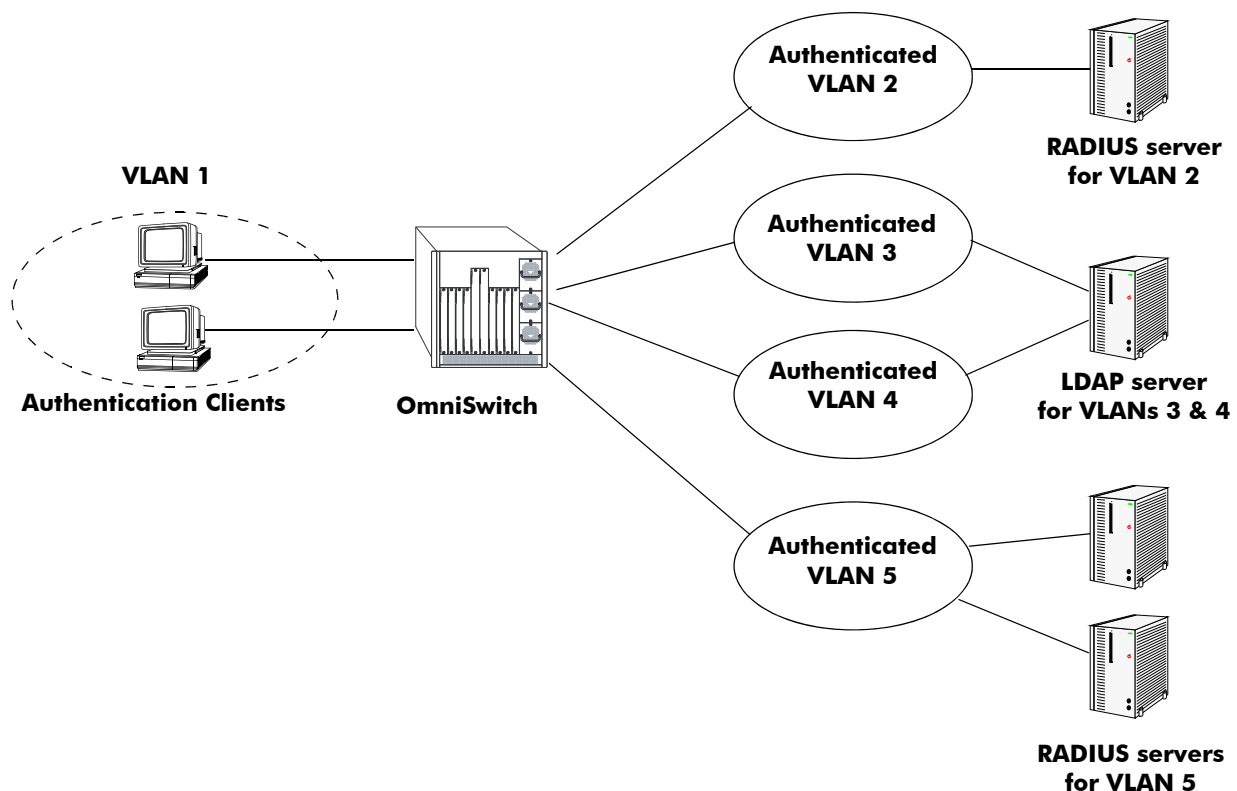 Authenticated
VLAN 2
RADIUS server
for VLAN 2
VLAN 1
Authenticated
VLAN 3
Authenticated
VLAN 4
LDAP server
for VLANs 3 & 4
Authentication Clients
OmniSwitch
Authenticated
VLAN 5
RADIUS servers
for VLAN 5